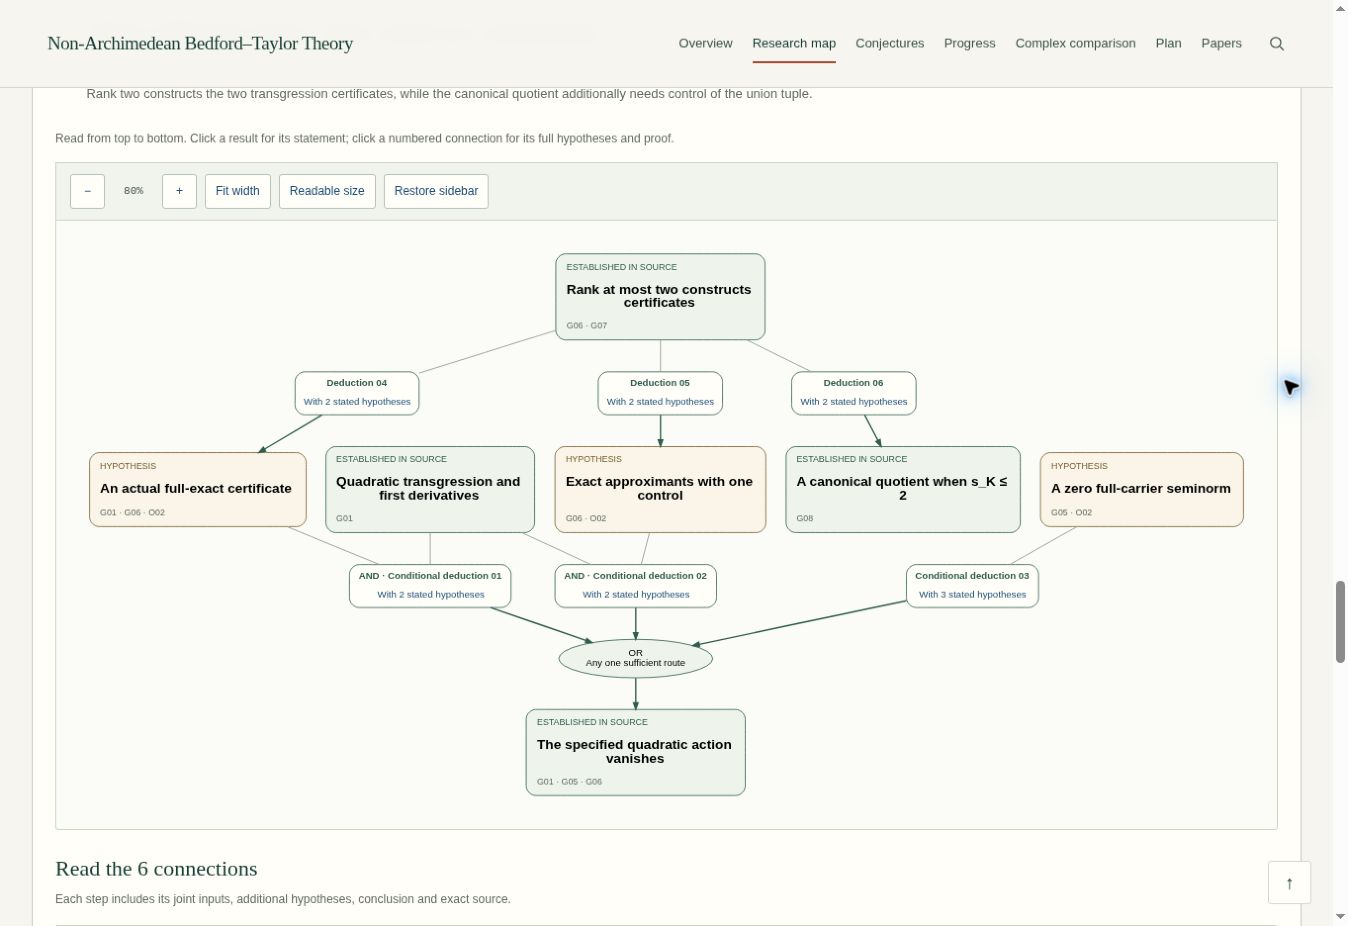 Non-Archimedean Bedford–Taylor Theory
Overview
Research map
Conjectures
Progress
Complex comparison
Plan
Papers
Rank two constructs the two transgression certificates, while the canonical quotient additionally needs control of the union tuple.
Read from top to bottom. Click a result for its statement; click a numbered connection for its full hypotheses and proof.
−
80%
+
Fit width
Readable size
Restore sidebar
ESTABLISHED IN SOURCE
Rank at most two constructs
certificates
G06 · G07
Deduction 04
With 2 stated hypotheses
Deduction 05
With 2 stated hypotheses
Deduction 06
With 2 stated hypotheses
HYPOTHESIS
An actual full-exact certificate
G01 · G06 · O02
ESTABLISHED IN SOURCE
Quadratic transgression and
first derivatives
G01
HYPOTHESIS
Exact approximants with one
control
G06 · O02
ESTABLISHED IN SOURCE
A canonical quotient when s_K ≤
2
G08
HYPOTHESIS
A zero full-carrier seminorm
G05 · O02
AND · Conditional deduction 01
With 2 stated hypotheses
AND · Conditional deduction 02
With 2 stated hypotheses
Conditional deduction 03
With 3 stated hypotheses
OR
Any one sufficient route
ESTABLISHED IN SOURCE
The specified quadratic action
vanishes
G01 · G05 · G06
Read the 6 connections
Each step includes its joint inputs, additional hypotheses, conclusion and exact source.
↑